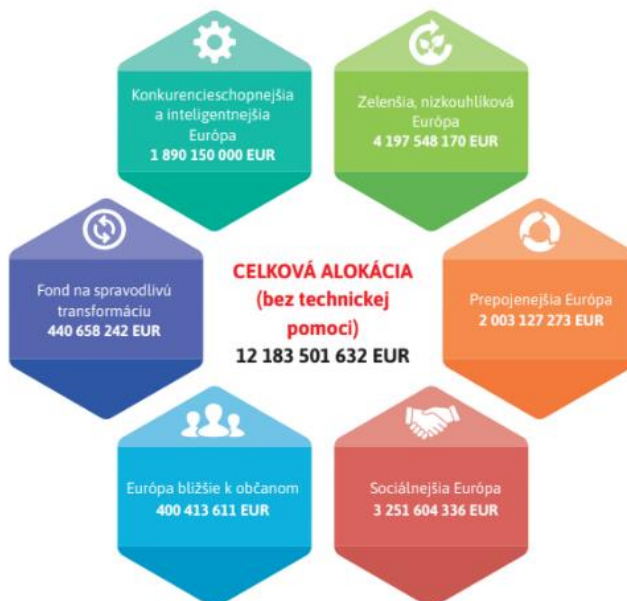 Konkurencieschopnejšia
a inteligentnejšia
Európa
1 890 150 000 EUR
Zelenšia, nízkouhlíková
Európa
4 197 548 170 EUR
Fond na spravodlivú
transformáciu
440 658 242 EUR
CELKOVÁ ALOKÁCIA
(bez technickej
pomoci)
12 183 501 632 EUR
Prepojenejšia Európa
2 003 127 273 EUR
Európa bližšie k občanom
400 413 611 EUR
Sociálnejšia Európa
3 251 604 336 EUR